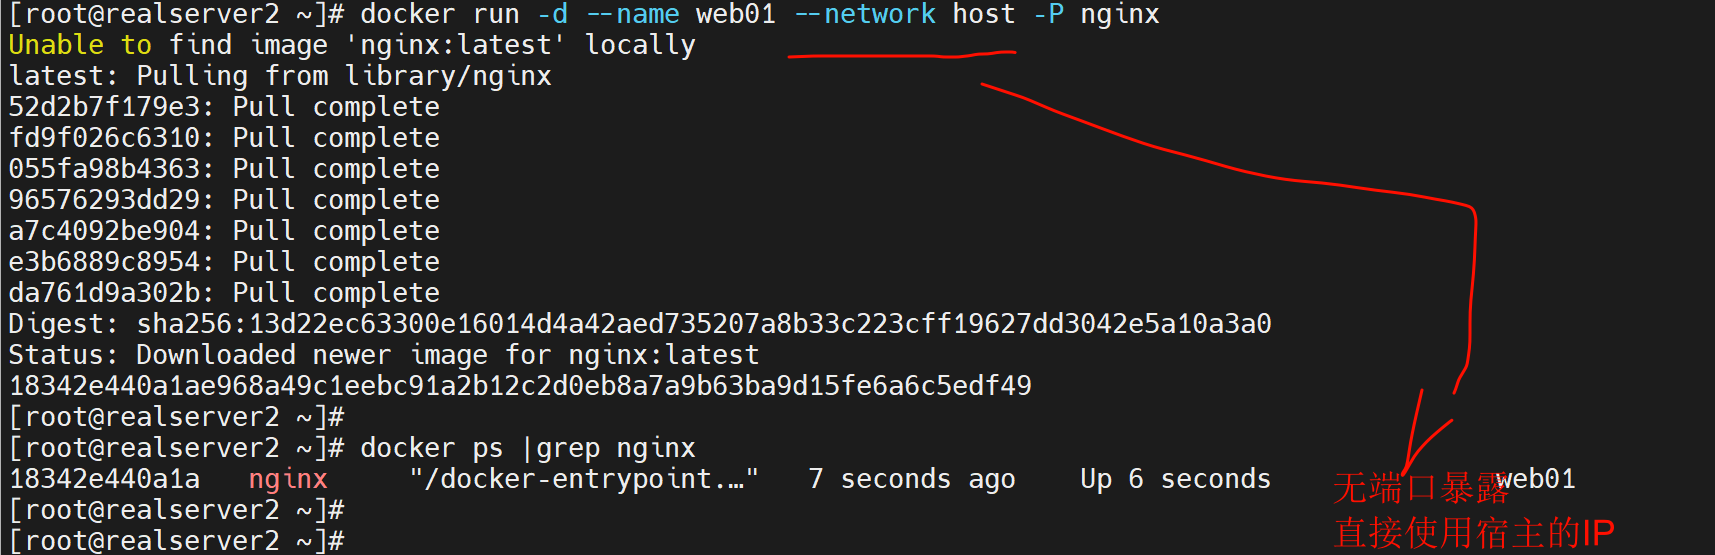 [root@realserver2 ~]# docker run -d --name web01 --network host -P nginx
Unable to find image 'nginx:latest' locally
latest: Pulling from library/nginx
52d2b7f179e3: Pull complete
fd9f026c6310: Pull complete
055fa98b4363: Pull complete
96576293dd29: Pull complete
a7c4092be904: Pull complete
e3b6889c8954: Pull complete
da761d9a302b: Pull complete
Digest: sha256:13d22ec63300e16014d4a42aed735207a8b33c223cff19627dd3042e5a10a3a0
Status: Downloaded newer image for nginx:latest
18342e440a1ae968a49c1eebc91a2b12c2d0eb8a7a9b63ba9d15fe6a6c5edf49
[root@realserver2 ~]#
[root@realserver2 ~]# docker ps |grep nginx
18342e440a1a   nginx     "/docker-entrypoint.…"   7 seconds ago    Up 6 seconds    web01
无端口暴露
[root@realserver2 ~]#
直接使用宿主的IP
[root@realserver2 ~]#